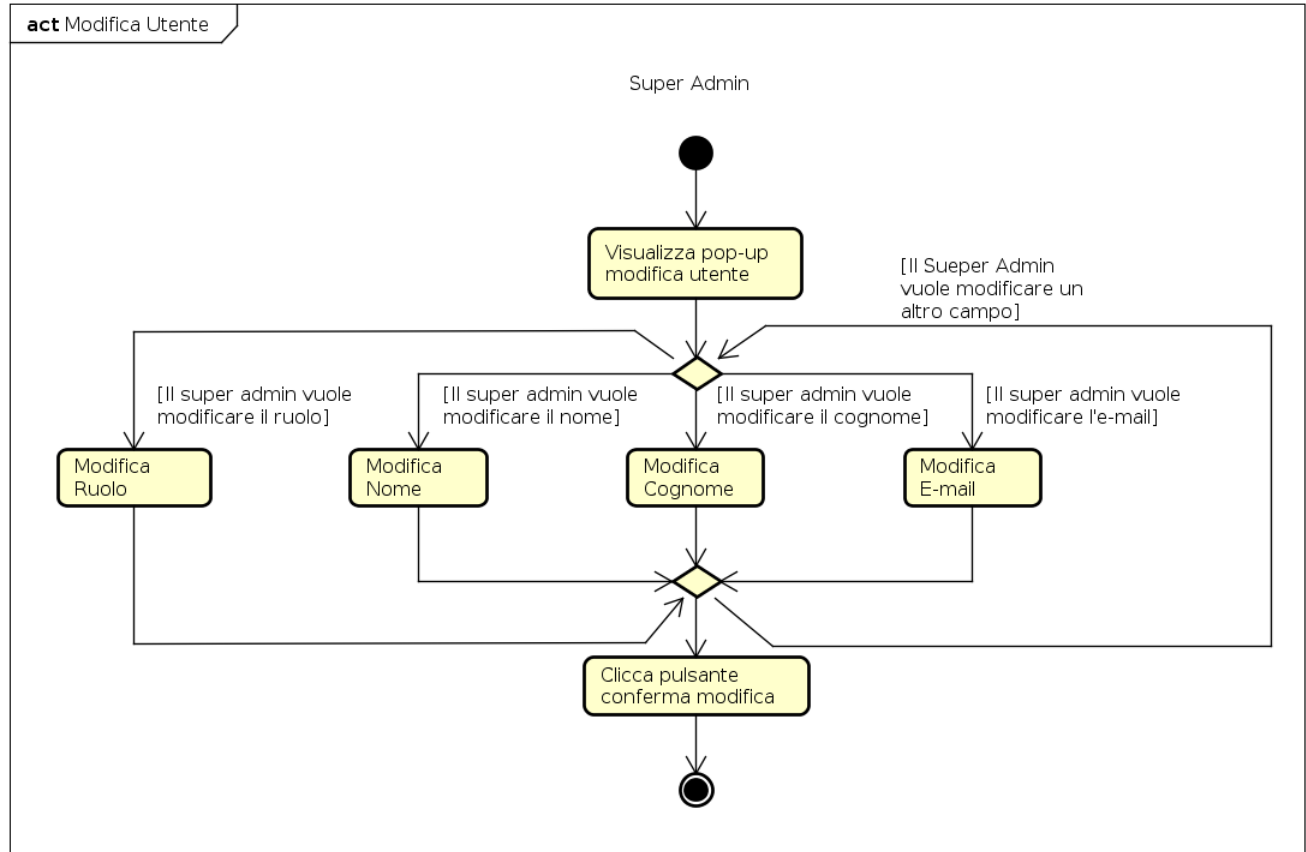 act Modifica Utente
Super Admin
Visualizza pop-up
modifica utente
[Il Sueper Admin
vuole modificare un
altro campo]
[Il super admin vuole
modificare il ruolo]
[Il super admin vuole
modificare il nome]
[Il super admin vuole
modificare il cognome]
[Il super admin vuole
modificare l'e-mail]
Modifica
Ruolo
Modifica
Nome
Modifica
Cognome
Modifica
E-mail
Clicca pulsante
conferma modifica